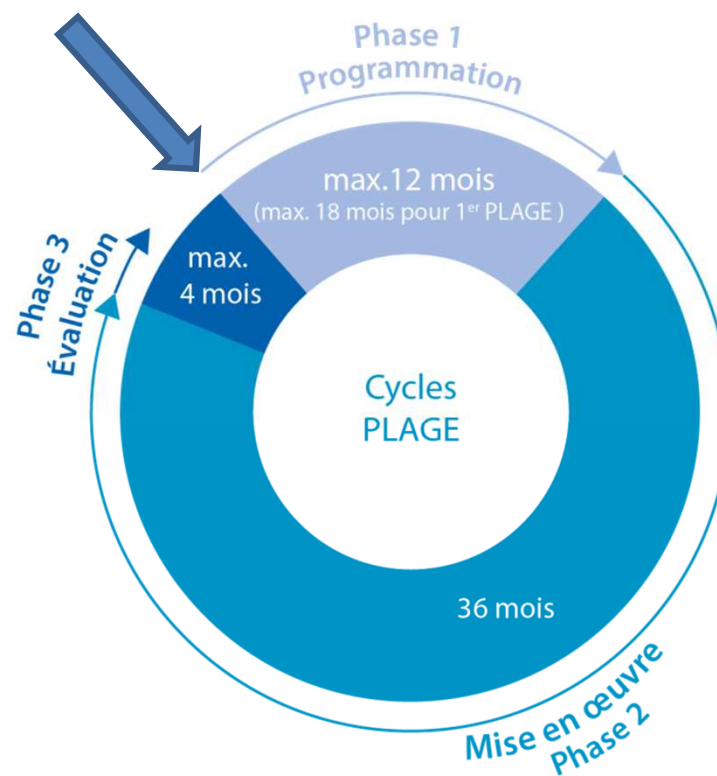 Phase 1
Programmation
max.12 mois
(max. 18 mois pour 1er PLAGE )
Phase 3
Évaluation
max.
4 mois
Cycles
PLAGE
36 mois
Mise en œuvre
Phase 2